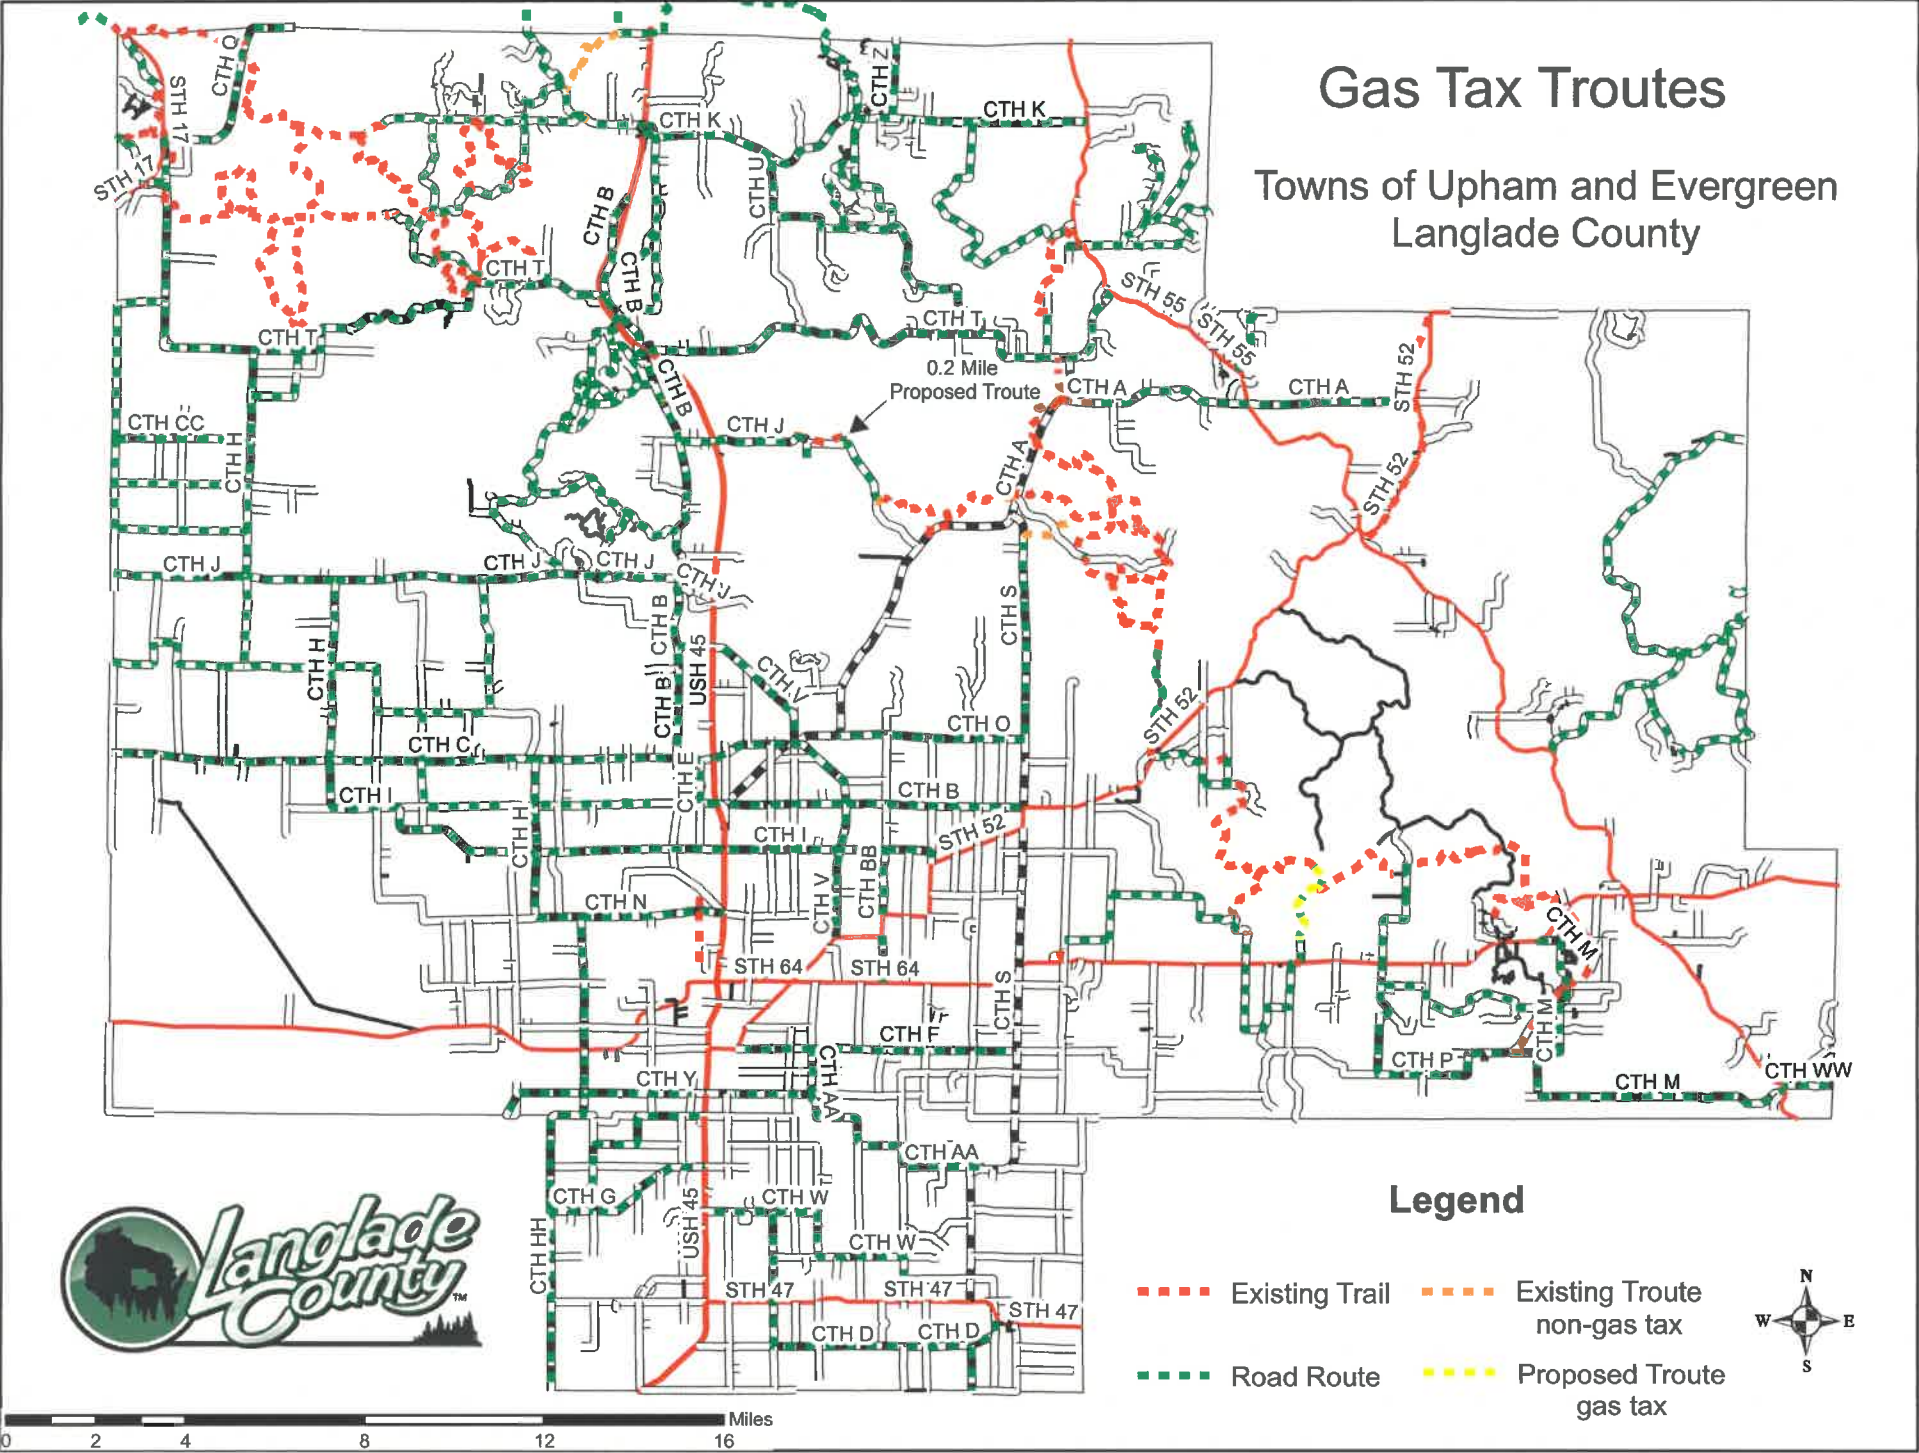 Gas Tax Troutes
Towns of Upham and Evergreen
Langlade County
CTH Q
STH 17
STH 17
CTH K
CTH Z
CTH K
CTH U
CTH B
CTH B
CTH T
CTH T
CTH T
0.2 Mile
Proposed Troute
STH 55
STH 55
STH 52
CTH A
CTH A
CTH B
CTH J
CTH CC
CTH H
CTH A
STH 52
CTH J
CTH J
CTH J
CTH J
CTH B
CTH S
CTH H
CTH B
USH 45
CTH V
CTH O
STH 52
CTH C
CTH E
CTH I
CTH B
CTH H
CTH I
STH 52
CTH N
CTH V
CTH BB
CTH M
STH 64
STH 64
CTH S
CTH F
CTH M
CTH P
CTH Y
CTH AA
CTH M
CTH WW
CTH AA
CTH G
CTH W
USH 45
CTH HH
CTH W
STH 47
STH 47
STH 47
CTH D
CTH D
Langlade
County
TM
Legend
Existing Trail
Existing Troute
non-gas tax
Road Route
Proposed Troute
gas tax
N
W
E
S
Miles
0
2
4
8
12
16